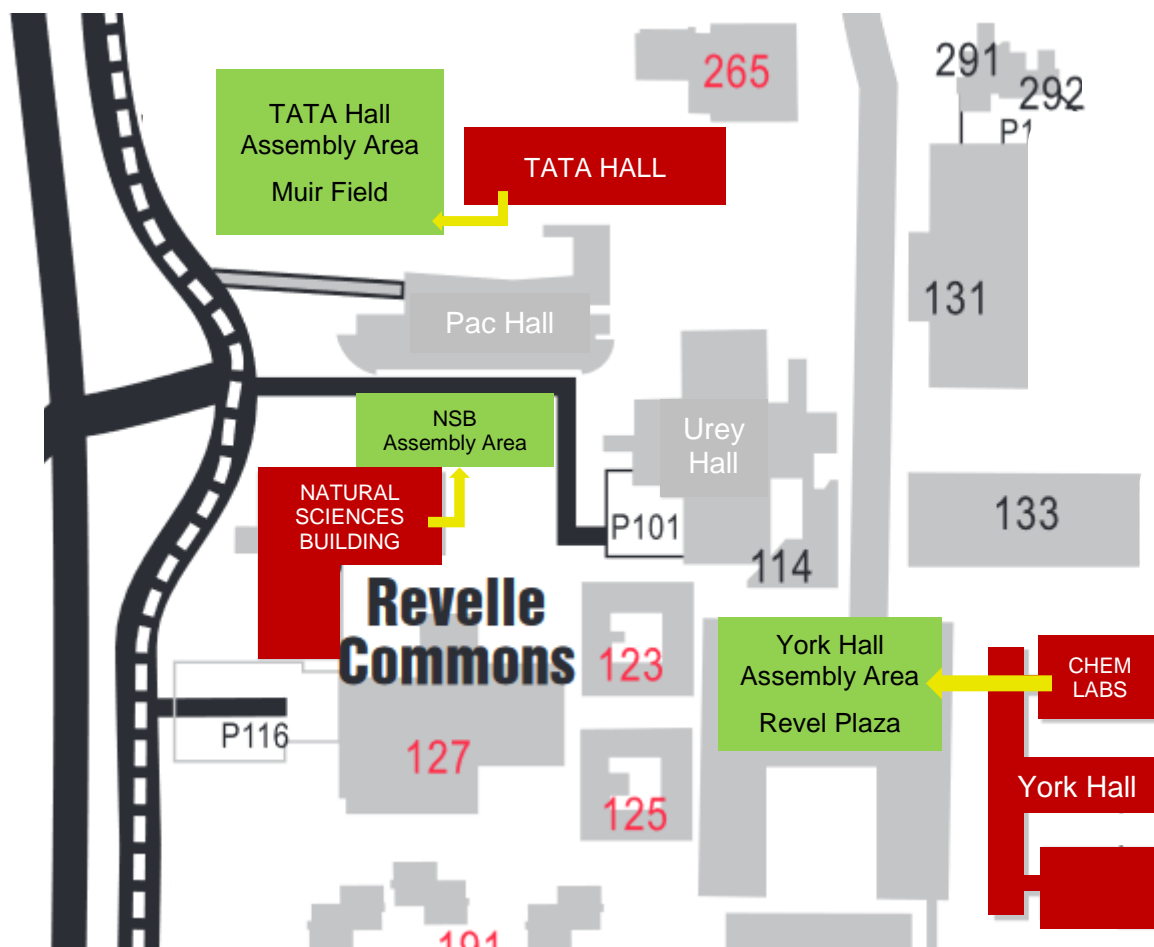 265
291
292
P1
TATA Hall
Assembly Area
Muir Field
TATA HALL
131
Pac Hall
NSB
Assembly Area
Urey
Hall
NATURAL
SCIENCES
BUILDING
P101
133
114
Revelle
Commons
123
York Hall
Assembly Area
Revel Plaza
CHEM
LABS
P116
127
125
York Hall
191